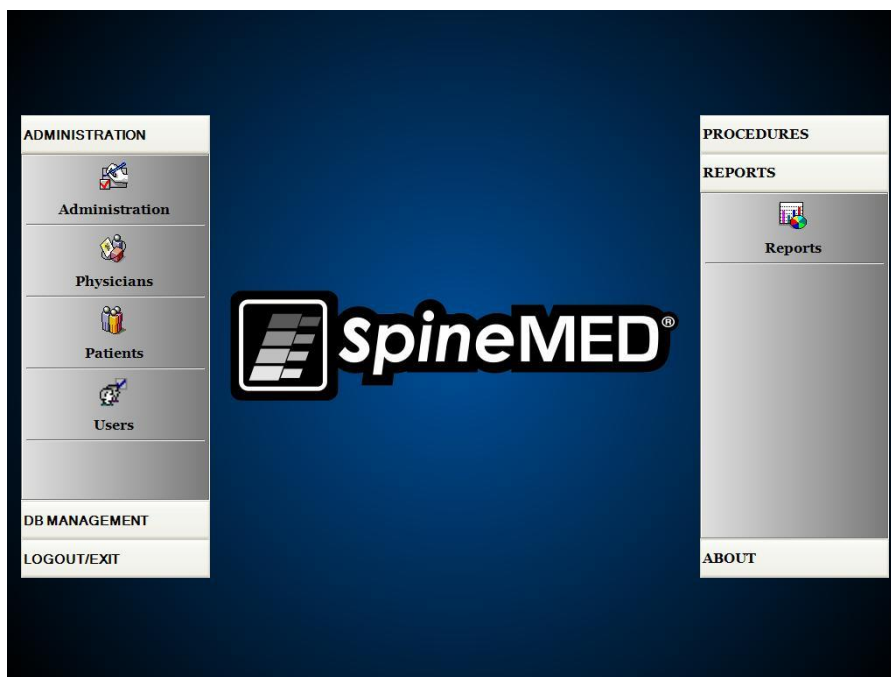 ADMINISTRATION
Administration
Physicians
Patients
Users
DB MANAGEMENT
LOGOUT/EXIT
SpineMED®
PROCEDURES
REPORTS
Reports
ABOUT